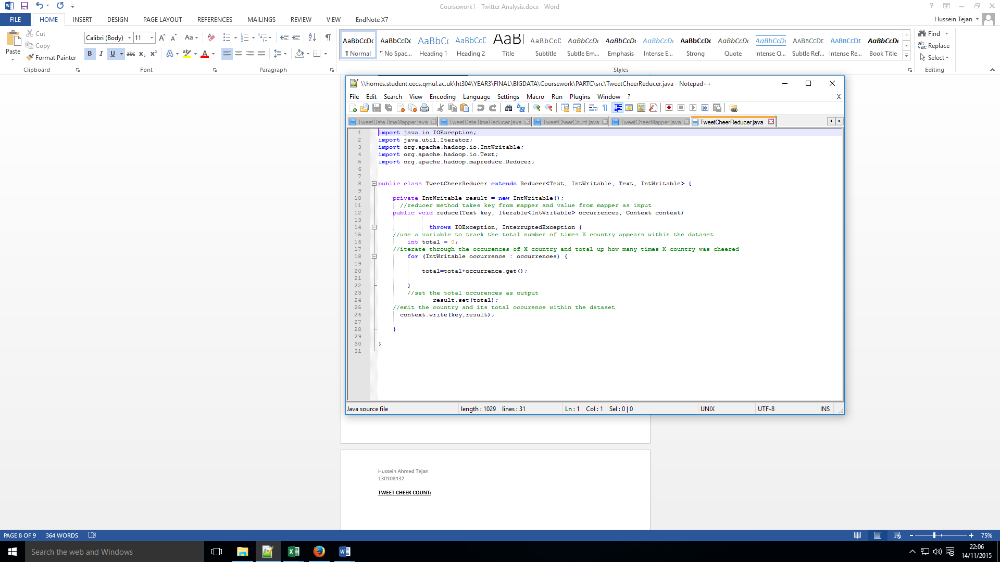 Coursework1 - Twitter Analysis.docx - Word
?
FILE HOME INSERT DESIGN PAGE LAYOUT REFERENCES MAILINGS REVIEW VIEW EndNote X7
Hussein Tejan
Paste
Cut
Copy
Format Painter
Clipboard
Calibri (Body) 11
B I U abc x₂ x²
Font
Paragraph
AaBbCcDc AaBbCcDc AaBbCc AaBbCcD AaBl AaBbCcD AaBbCcDc AaBbCcDc AaBbCcDc AaBbCcDc AaBbCcDc AaBbCcDc AABBCCDE AABBCCDE AaBbCcDc
¶ Normal ¶ No Spac... Heading 1 Heading 2 Title Subtitle Subtle Em... Emphasis Intense E... Strong Quote Intense Q... Subtle Ref... Intense Re... Book Title
Styles
Find
Replace
Select
Editing
\\homes.student.eecs.qmul.ac.uk\ht304\YEAR3\FINAL\BIGDATA\Coursework\PARTC\src\TweetCheerReducer.java - Notepad++
File Edit Search View Encoding Language Settings Macro Run Plugins Window ? X
TweetDateTimeMapper.java TweetDateTimeReducer.java TweetCheerCount.java TweetCheerMapper.java TweetCheerReducer.java
1 import java.io.IOException;
2 import java.util.Iterator;
3 import org.apache.hadoop.io.IntWritable;
4 import org.apache.hadoop.io.Text;
5 import org.apache.hadoop.mapreduce.Reducer;
6
7
8 public class TweetCheerReducer extends Reducer<Text, IntWritable, Text, IntWritable> {
9
10 private IntWritable result = new IntWritable();
11 //reducer method takes key from mapper and value from mapper as input
12 public void reduce(Text key, Iterable<IntWritable> occurrences, Context context)
13
14 throws IOException, InterruptedException {
15 //use a variable to track the total number of times X country appears within the dataset
16 int total = 0;
17 //iterate through the occurences of X country and total up how many times X country was cheered
18 for (IntWritable occurrence : occurrences) {
19
20 total=total+occurrence.get();
21
22 }
23 //set the total occurences as output
24 result.set(total);
25 //emit the country and its total occurence within the dataset
26 context.write(key,result);
27
28 }
29
30 }
31
Java source file length : 1029 lines : 31 Ln : 1 Col : 1 Sel : 0 | 0 UNIX UTF-8 INS
Hussein Ahmed Tejan
130108432
TWEET CHEER COUNT:
PAGE 8 OF 9 364 WORDS 75%
Search the web and Windows
22:06
14/11/2015